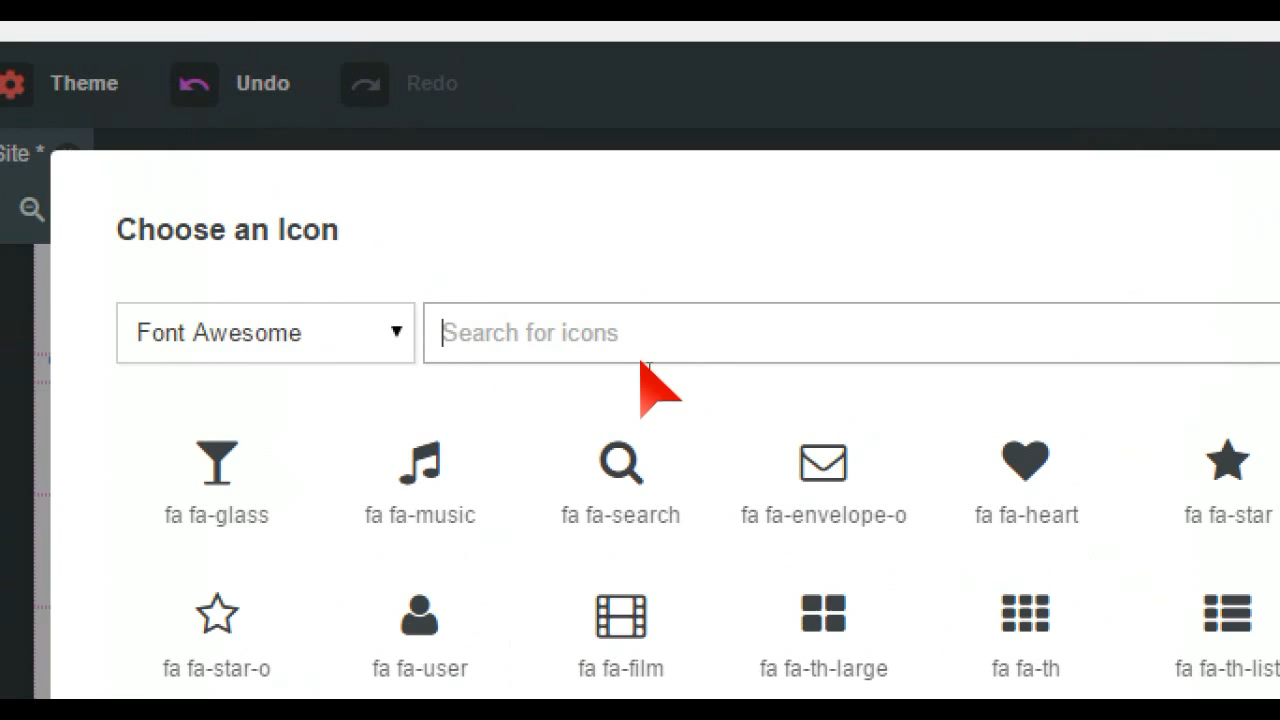 Theme Undo Redo
Site *
Choose an Icon
Font Awesome Search for icons
fa fa-glass fa fa-music fa fa-search fa fa-envelope-o fa fa-heart fa fa-star
fa fa-star-o fa fa-user fa fa-film fa fa-th-large fa fa-th fa fa-th-list